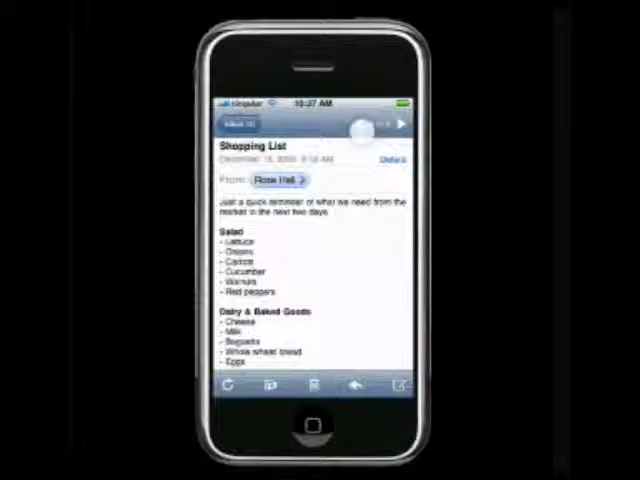 cingular 10:37 AM
Shopping List
Details
From: Rose Hall
Just a quick reminder of what we need from the
market in the next two days.
Salad
- Lettuce
- Onions
- Carrots
- Cucumber
- Walnuts
- Red peppers
Dairy & Baked Goods
- Cheese
- Milk
- Baguette
- Whole wheat bread
- Eggs